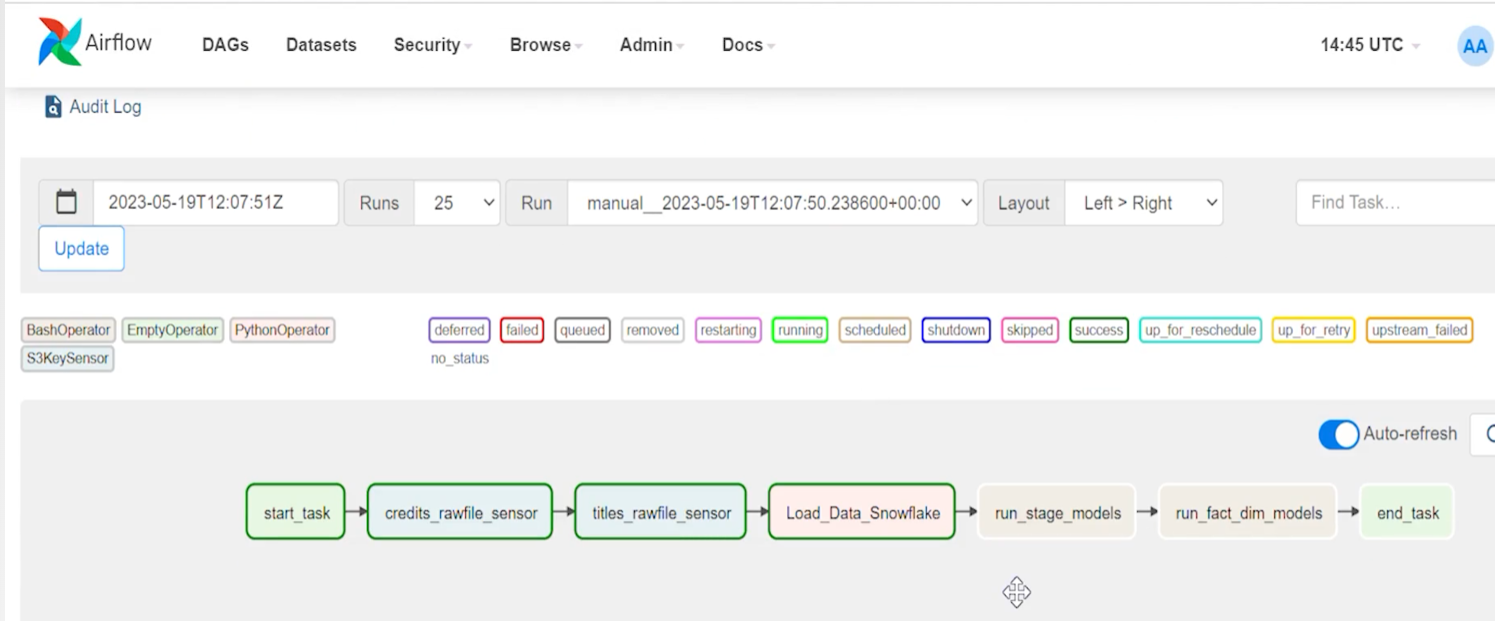 Airflow DAGs Datasets Security Browse Admin Docs 14:45 UTC AA
Audit Log
2023-05-19T12:07:51Z Runs 25 Run manual__2023-05-19T12:07:50.238600+00:00 Layout Left > Right Find Task...
Update
BashOperator EmptyOperator PythonOperator deferred failed queued removed restarting running scheduled shutdown skipped success up_for_reschedule up_for_retry upstream_failed
S3KeySensor no_status
Auto-refresh
start_task credits_rawfile_sensor titles_rawfile_sensor Load_Data_Snowflake run_stage_models run_fact_dim_models end_task